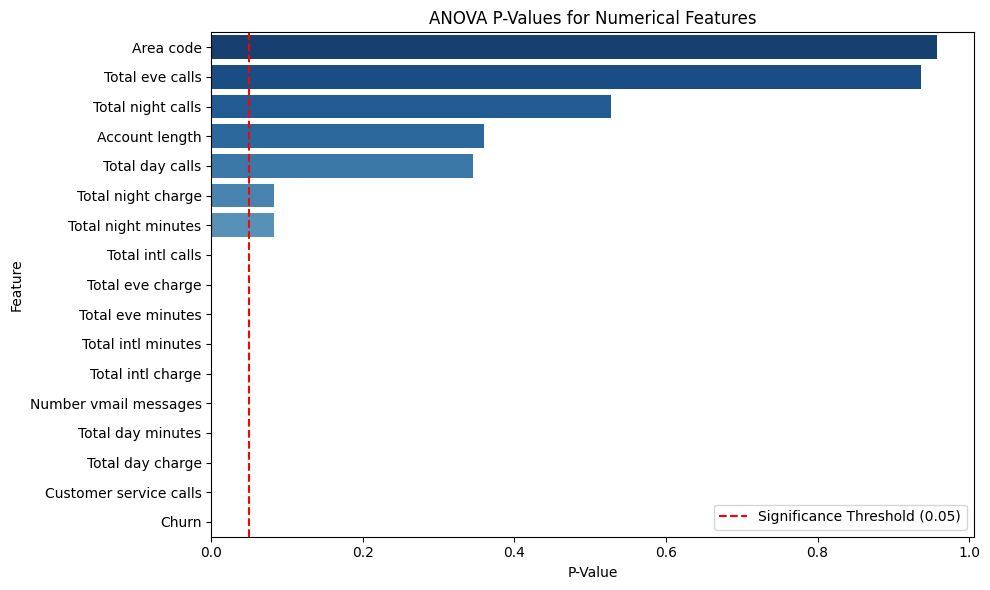 ANOVA P-Values for Numerical Features
Feature
Area code
Total eve calls
Total night calls
Account length
Total day calls
Total night charge
Total night minutes
Total intl calls
Total eve charge
Total eve minutes
Total intl minutes
Total intl charge
Number vmail messages
Total day minutes
Total day charge
Customer service calls
Churn
Significance Threshold (0.05)
0.0
0.2
0.4
0.6
0.8
1.0
P-Value